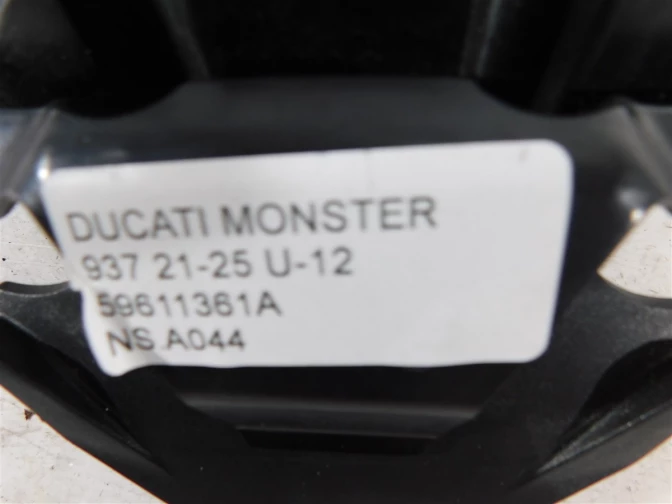 DUCATI MONSTER
937 21-25 U-12
59611361A
NS.A044